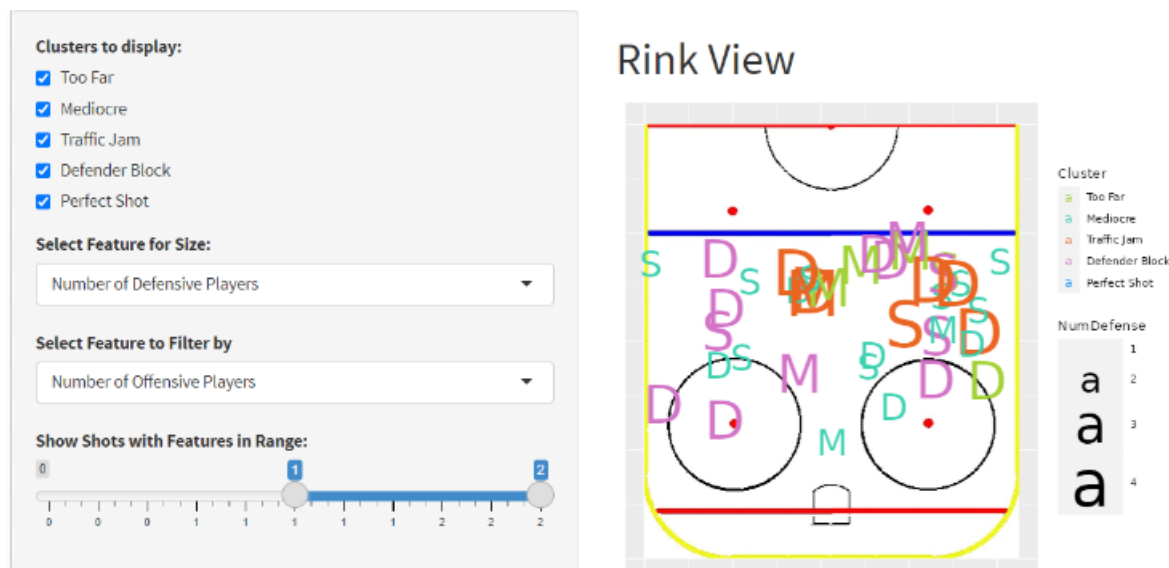 Clusters to display:
Too Far
Mediocre
Traffic Jam
Defender Block
Perfect Shot
Select Feature for Size:
Number of Defensive Players
Select Feature to Filter by
Number of Offensive Players
Show Shots with Features in Range:
0 1 2
0 0 0 1 1 1 1 1 2 2 2
Rink View
Cluster
a Too Far
a Mediocre
a Traffic Jam
a Defender Block
a Perfect Shot
NumDefense
1
a 2
a 3
a 4